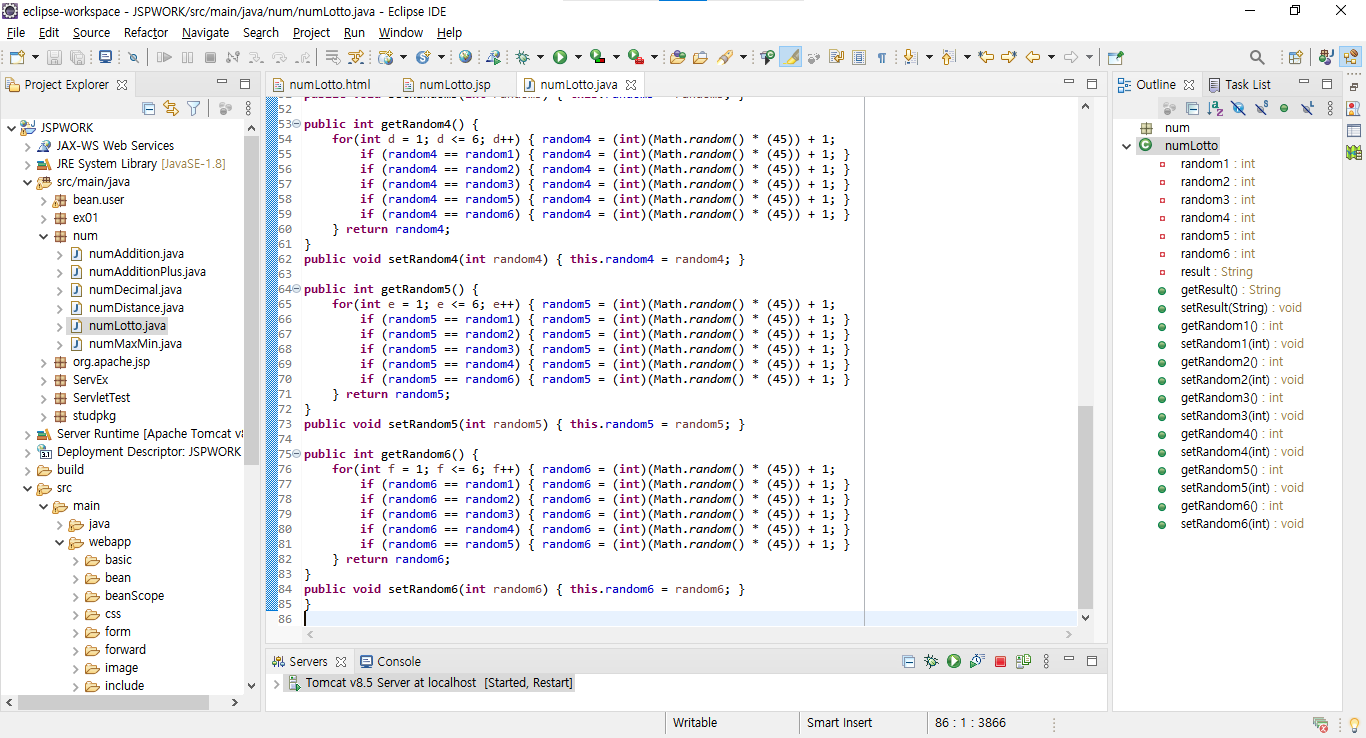 eclipse-workspace - JSPWORK/src/main/java/num/numLotto.java - Eclipse IDE
File Edit Source Refactor Navigate Search Project Run Window Help
Project Explorer
JSPWORK
JAX-WS Web Services
JRE System Library [JavaSE-1.8]
src/main/java
bean.user
ex01
num
numAddition.java
numAdditionPlus.java
numDecimal.java
numDistance.java
numLotto.java
numMaxMin.java
org.apache.jsp
ServEx
ServletTest
studpkg
Server Runtime [Apache Tomcat v
Deployment Descriptor: JSPWORK
build
src
main
java
webapp
basic
bean
beanScope
css
form
forward
image
include
numLotto.html numLotto.jsp numLotto.java
52
53 public int getRandom4() {
54 for(int d = 1; d <= 6; d++) { random4 = (int)(Math.random() * (45)) + 1;
55 if (random4 == random1) { random4 = (int)(Math.random() * (45)) + 1; }
56 if (random4 == random2) { random4 = (int)(Math.random() * (45)) + 1; }
57 if (random4 == random3) { random4 = (int)(Math.random() * (45)) + 1; }
58 if (random4 == random5) { random4 = (int)(Math.random() * (45)) + 1; }
59 if (random4 == random6) { random4 = (int)(Math.random() * (45)) + 1; }
60 } return random4;
61 }
62 public void setRandom4(int random4) { this.random4 = random4; }
63
64 public int getRandom5() {
65 for(int e = 1; e <= 6; e++) { random5 = (int)(Math.random() * (45)) + 1;
66 if (random5 == random1) { random5 = (int)(Math.random() * (45)) + 1; }
67 if (random5 == random2) { random5 = (int)(Math.random() * (45)) + 1; }
68 if (random5 == random3) { random5 = (int)(Math.random() * (45)) + 1; }
69 if (random5 == random4) { random5 = (int)(Math.random() * (45)) + 1; }
70 if (random5 == random6) { random5 = (int)(Math.random() * (45)) + 1; }
71 } return random5;
72 }
73 public void setRandom5(int random5) { this.random5 = random5; }
74
75 public int getRandom6() {
76 for(int f = 1; f <= 6; f++) { random6 = (int)(Math.random() * (45)) + 1;
77 if (random6 == random1) { random6 = (int)(Math.random() * (45)) + 1; }
78 if (random6 == random2) { random6 = (int)(Math.random() * (45)) + 1; }
79 if (random6 == random3) { random6 = (int)(Math.random() * (45)) + 1; }
80 if (random6 == random4) { random6 = (int)(Math.random() * (45)) + 1; }
81 if (random6 == random5) { random6 = (int)(Math.random() * (45)) + 1; }
82 } return random6;
83 }
84 public void setRandom6(int random6) { this.random6 = random6; }
85 }
86
Servers Console
Tomcat v8.5 Server at localhost [Started, Restart]
Outline Task List
num
numLotto
random1 : int
random2 : int
random3 : int
random4 : int
random5 : int
random6 : int
result : String
getResult() : String
setResult(String) : void
getRandom1() : int
setRandom1(int) : void
getRandom2() : int
setRandom2(int) : void
getRandom3() : int
setRandom3(int) : void
getRandom4() : int
setRandom4(int) : void
getRandom5() : int
setRandom5(int) : void
getRandom6() : int
setRandom6(int) : void
Writable Smart Insert 86 : 1 : 3866